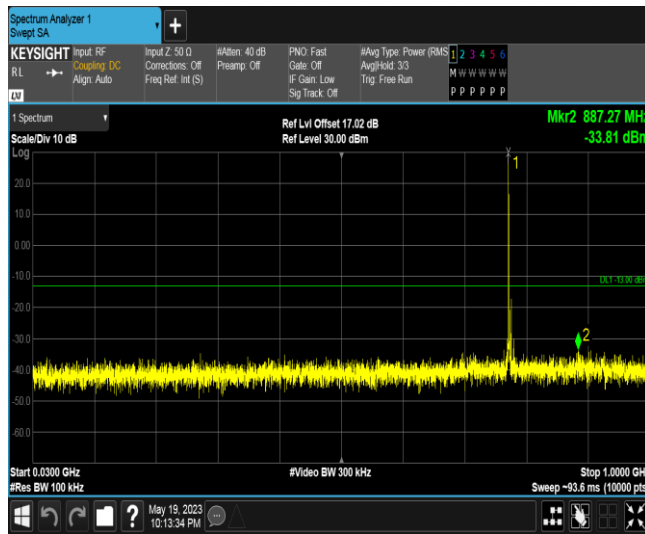 Spectrum Analyzer 1
Swept SA
+
KEYSIGHT
RL
LXI
Input: RF
Coupling: DC
Align: Auto
Input Z: 50 Ω
Corrections: Off
Freq Ref: Int (S)
#Atten: 40 dB
Preamp: Off
PNO: Fast
Gate: Off
IF Gain: Low
Sig Track: Off
#Avg Type: Power (RMS
Avg|Hold: 3/3
Trig: Free Run
1 2 3 4 5 6
M W W W W W
P P P P P P
1 Spectrum
Scale/Div 10 dB
Log
Ref Lvl Offset 17.02 dB
Ref Level 30.00 dBm
Mkr2 887.27 MHz
-33.81 dBm
1
20.0
10.0
0.00
-10.0
DL1 -13.00 dBm
-20.0
-30.0
2
-40.0
-50.0
-60.0
Start 0.0300 GHz
#Res BW 100 kHz
#Video BW 300 kHz
Stop 1.0000 GHz
Sweep ~93.6 ms (10000 pts)
?
May 19, 2023
10:13:34 PM